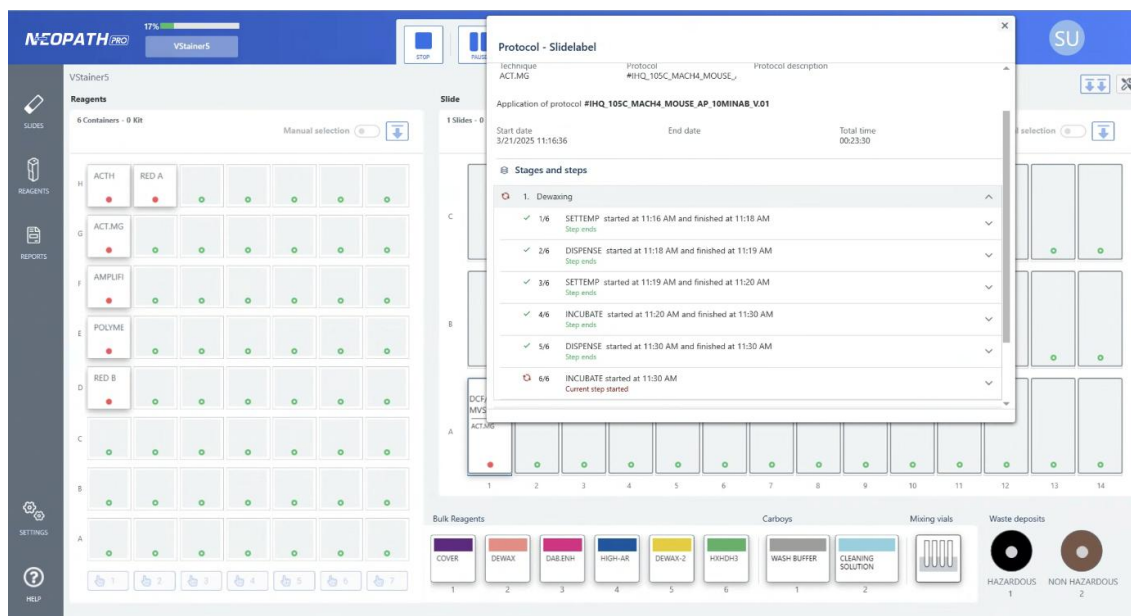 NEOPATH PRO
17%
VStainer5
STOP
PAUSE
SU
SLIDES
REAGENTS
REPORTS
SETTINGS
HELP
VStainer5
Reagents
6 Containers - 0 Kit
Manual selection
H
ACTH
RED A
G
ACT.MG
F
AMPLIFI
E
POLYME
D
RED B
C
B
A
1 2 3 4 5 6 7
Slide
1 Slides - 0
selection
C
B
A
DCF/
MVS
ACT.MG
1 2 3 4 5 6 7 8 9 10 11 12 13 14
Protocol - Slidelabel
Technique Protocol Protocol description
ACT.MG #IHQ_105C_MACH4_MOUSE_
Application of protocol #IHQ_105C_MACH4_MOUSE_AP_10MINAB_V.01
Start date End date Total time
3/21/2025 11:16:36 00:23:30
Stages and steps
1. Dewaxing
1/6 SETTEMP started at 11:16 AM and finished at 11:18 AM
Step ends
2/6 DISPENSE started at 11:18 AM and finished at 11:19 AM
Step ends
3/6 SETTEMP started at 11:19 AM and finished at 11:20 AM
Step ends
4/6 INCUBATE started at 11:20 AM and finished at 11:30 AM
Step ends
5/6 DISPENSE started at 11:30 AM and finished at 11:30 AM
Step ends
6/6 INCUBATE started at 11:30 AM
Current step started
Bulk Reagents
COVER
DEWAX
DAB.ENH
HIGH-AR
DEWAX-2
HXHDH3
1 2 3 4 5 6
Carboys
WASH BUFFER
CLEANING
SOLUTION
1 2
Mixing vials
Waste deposits
HAZARDOUS
1
NON HAZARDOUS
2